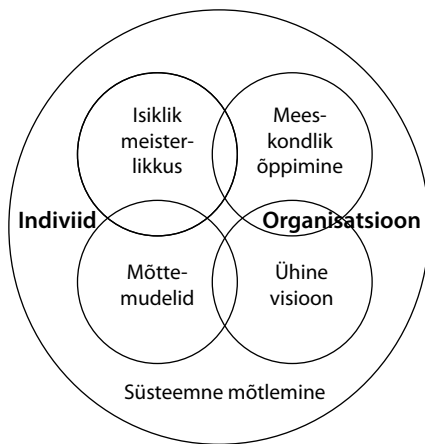 Isiklik
meister-
likkus
Mees-
kondlik
õppimine
Indiviid
Organisatsioon
Mõtte-
mudelid
Ühine
visioon
Süsteemne mõtlemine